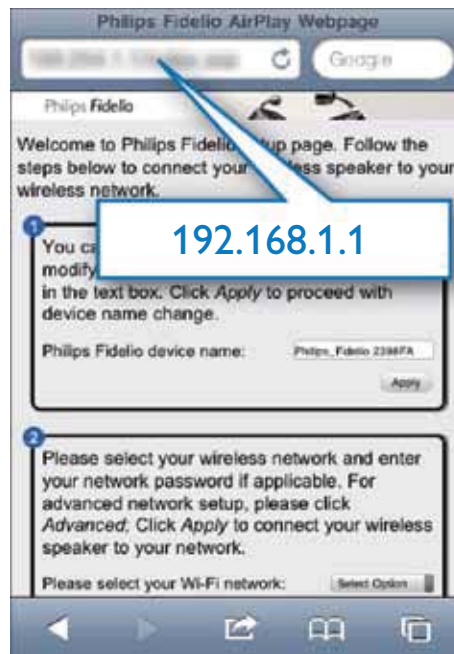 Philips Fidelio AirPlay Webpage
Google
Philips Fidelio
Welcome to Philips Fidelio up page. Follow the
steps below to connect your ess speaker to your
wireless network.
192.168.1.1
1
You ca
modify
in the text box. Click Apply to proceed with
device name change.
Philips Fidelio device name:
Philips_Fidelio 2398FA
Apply
2
Please select your wireless network and enter
your network password if applicable. For
advanced network setup, please click
Advanced. Click Apply to connect your wireless
speaker to your network.
Please select your Wi-Fi network:
Select Option